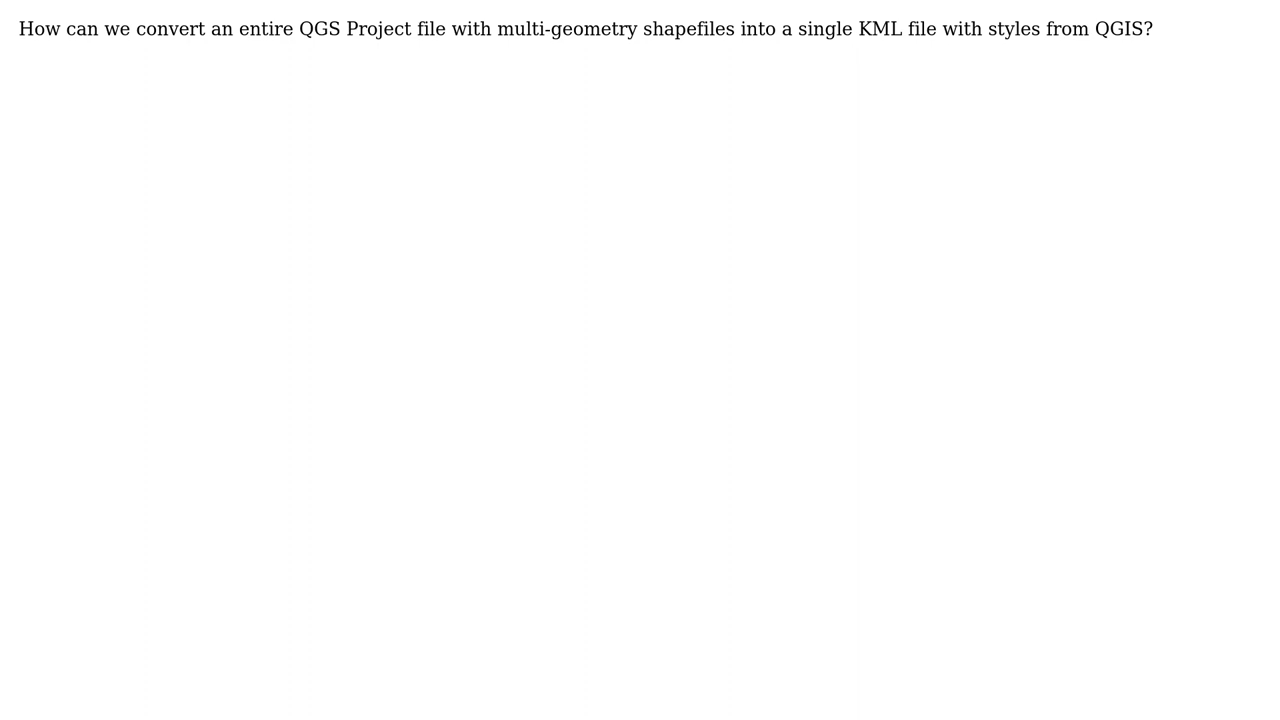 How can we convert an entire QGS Project file with multi-geometry shapefiles into a single KML file with styles from QGIS?